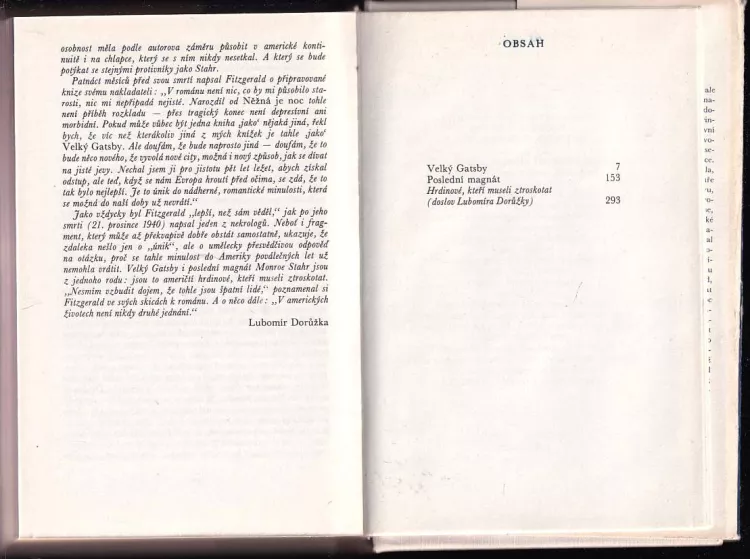 osobnost měla podle autorova záměru působit v americké konti-
nuitě i na chlapce, který se s ním nikdy nesetkal. A který se bude
potýkat se stejnými protivníky jako Stahr.
Patnáct měsíců před svou smrtí napsal Fitzgerald o připravované
knize svému nakladateli: „V románu není nic, co by mi působilo sta-
rosti, nic mi nepřipadá nejisté. Narozdíl od Něžná je noc tohle
není příběh rozkladu — přes tragický konec není depresívní ani
morbidní. Pokud může vůbec být jedna kniha ‚jako‘ nějaká jiná, řekl
bych, že víc než kterákoliv jiná z mých knížek je tahle ‚jako‘
Velký Gatsby. Ale doufám, že bude naprosto jiná — doufám, že to
bude něco nového, že vyvolá nové city, možná i nový způsob, jak se dívat
na jisté jevy. Nechal jsem ji pro jistotu pět let ležet, abych získal
odstup, ale teď, když se nám Evropa hroutí před očima, se zdá, že to
tak bylo nejlepší. Je to únik do nádherné, romantické minulosti, která
se možná do naší doby už nevrátí.“
Jako vždycky byl Fitzgerald „lepší, než sám věděl,“ jak po jeho
smrti (21. prosince 1940) napsal jeden z nekrologů. Neboť i frag-
ment, který může až překvapivě dobře obstát samostatně, ukazuje, že
zdaleka nešlo jen o „únik“, ale o umělecky přesvědčivou odpověď
na otázku, proč se tahle minulost do Ameriky poválečných let už
nemohla vrátit. Velký Gatsby i poslední magnát Monroe Stahr jsou
z jednoho rodu: jsou to američtí hrdinové, kteří museli ztroskotat.
„Nesmím vzbudit dojem, že tohle jsou špatní lidé,“ poznamenal si
Fitzgerald ve svých skicách k románu. A o něco dále: „V amerických
životech není nikdy druhé jednání.“
Lubomír Dorůžka
OBSAH
Velký Gatsby 7
Poslední magnát 153
Hrdinové, kteří museli ztroskotat
(doslov Lubomíra Dorůžky) 293
ale
na-
do-
in-
vní
vo-
se-
ce.
la,